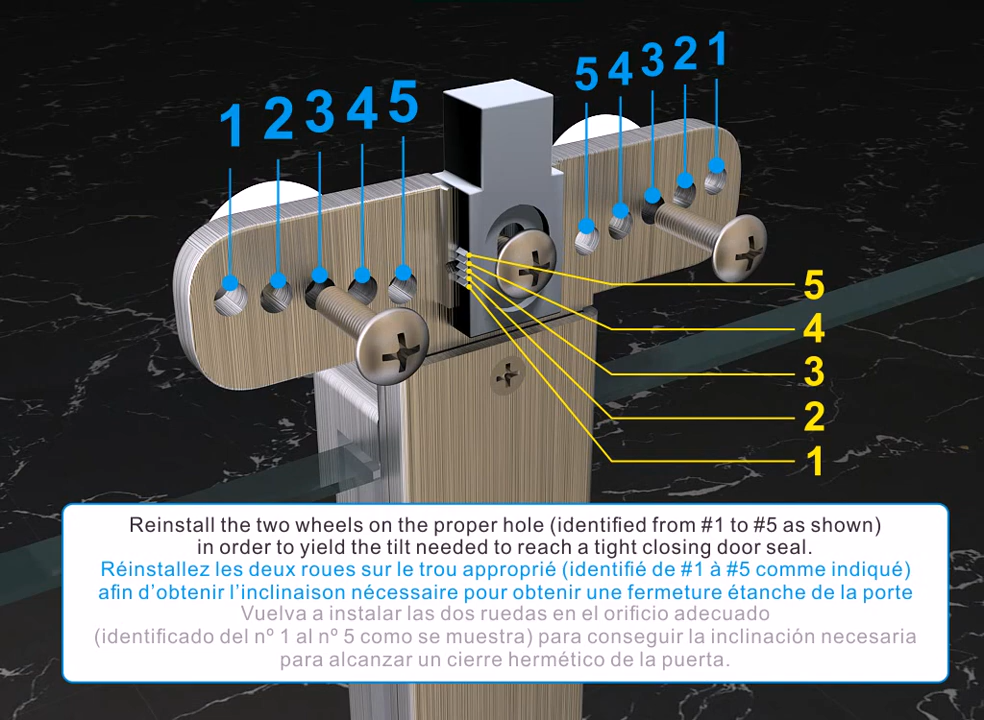 1 2 3 4 5
5 4 3 2 1
5
4
3
2
1
Reinstall the two wheels on the proper hole (identified from #1 to #5 as shown)
in order to yield the tilt needed to reach a tight closing door seal.
Réinstallez les deux roues sur le trou approprié (identifié de #1 à #5 comme indiqué)
afin d'obtenir l'inclinaison nécessaire pour obtenir une fermeture étanche de la porte
Vuelva a instalar las dos ruedas en el orificio adecuado
(identificado del nº 1 al nº 5 como se muestra) para conseguir la inclinación necesaria
para alcanzar un cierre hermético de la puerta.